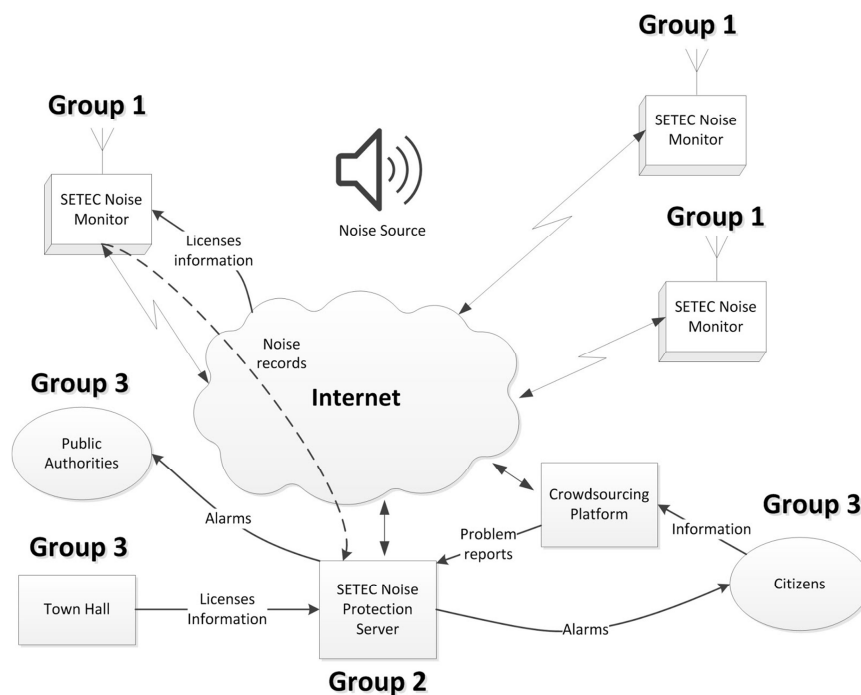 Group 1
SETEC Noise
Monitor
Group 1
SETEC Noise
Monitor
Noise Source
Licenses
information
Group 1
SETEC Noise
Monitor
Noise
records
Internet
Group 3
Public
Authorities
Alarms
Group 3
Town Hall
Licenses
Information
SETEC Noise
Protection
Server
Group 2
Problem
reports
Crowdsourcing
Platform
Information
Group 3
Citizens
Alarms